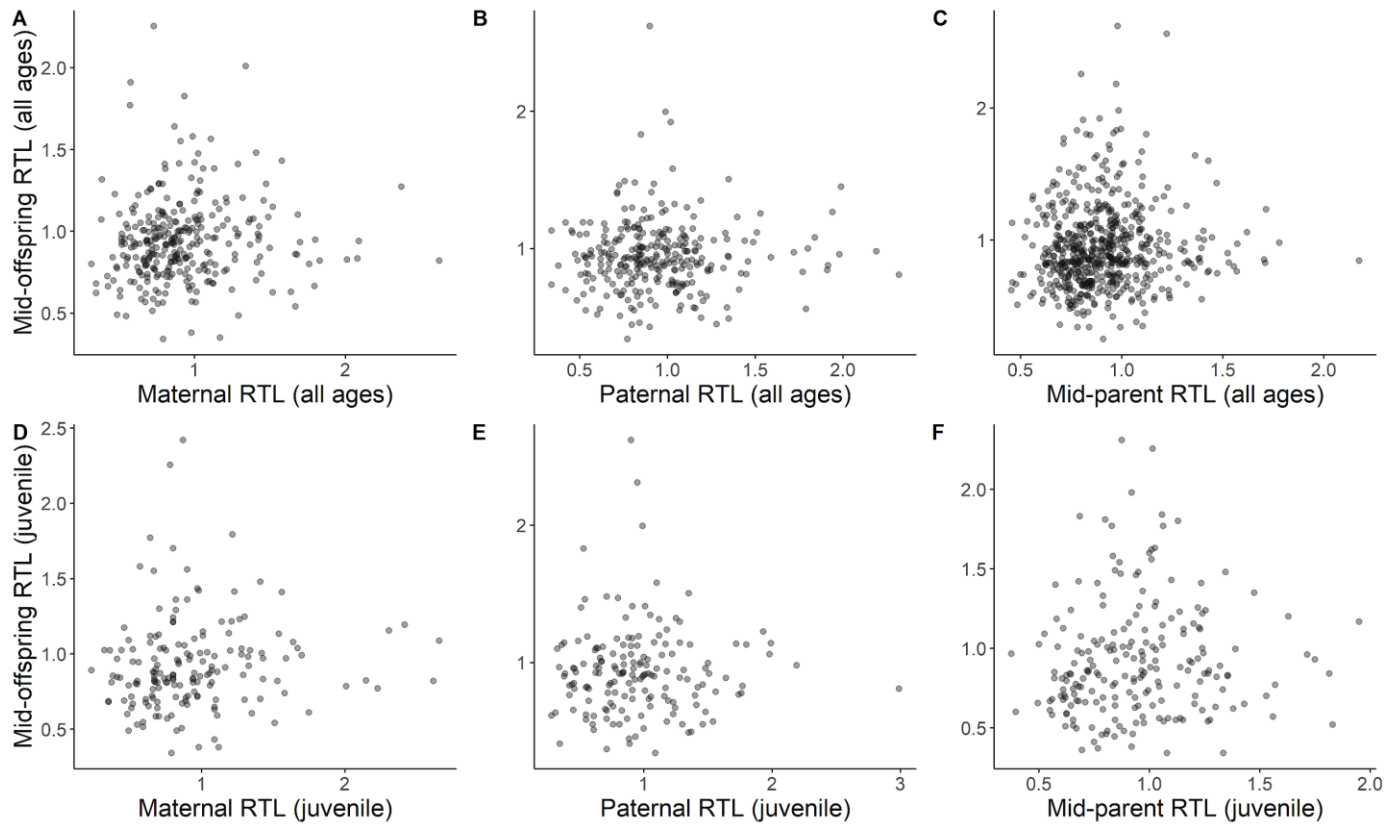 A
B
C
Mid-offspring RTL (all ages)
2.0
1.5
1.0
0.5
2
1
2
1
1
2
0.5
1.0
1.5
2.0
0.5
1.0
1.5
2.0
Maternal RTL (all ages)
Paternal RTL (all ages)
Mid-parent RTL (all ages)
D
E
F
Mid-offspring RTL (juvenile)
2.5
2.0
1.5
1.0
0.5
2
1
2.0
1.5
1.0
0.5
1
2
1
2
3
0.5
1.0
1.5
2.0
Maternal RTL (juvenile)
Paternal RTL (juvenile)
Mid-parent RTL (juvenile)